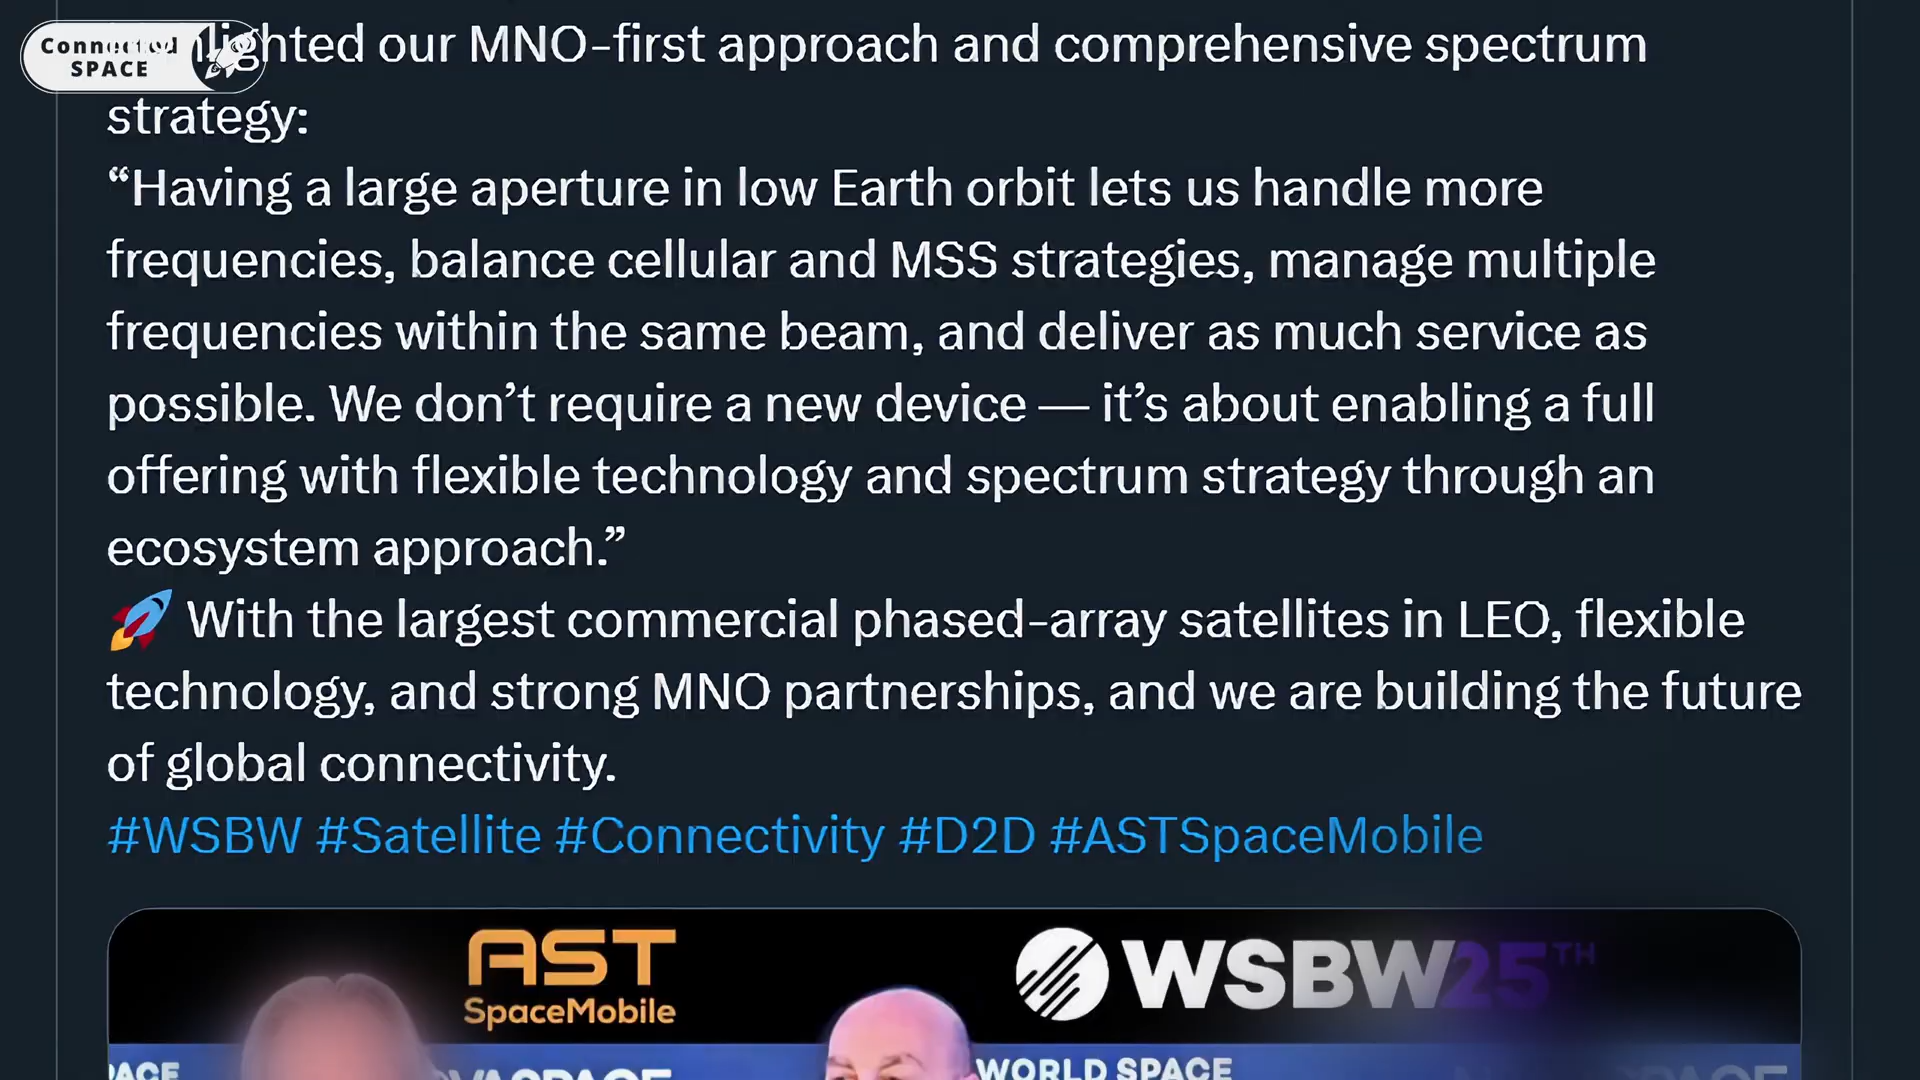 Connected
SPACE
hlighted our MNO-first approach and comprehensive spectrum
strategy:
“Having a large aperture in low Earth orbit lets us handle more
frequencies, balance cellular and MSS strategies, manage multiple
frequencies within the same beam, and deliver as much service as
possible. We don’t require a new device — it’s about enabling a full
offering with flexible technology and spectrum strategy through an
ecosystem approach.”
🚀 With the largest commercial phased-array satellites in LEO, flexible
technology, and strong MNO partnerships, and we are building the future
of global connectivity.
#WSBW #Satellite #Connectivity #D2D #ASTSpaceMobile
AST
SpaceMobile
WSBW25TH
WORLD SPACE